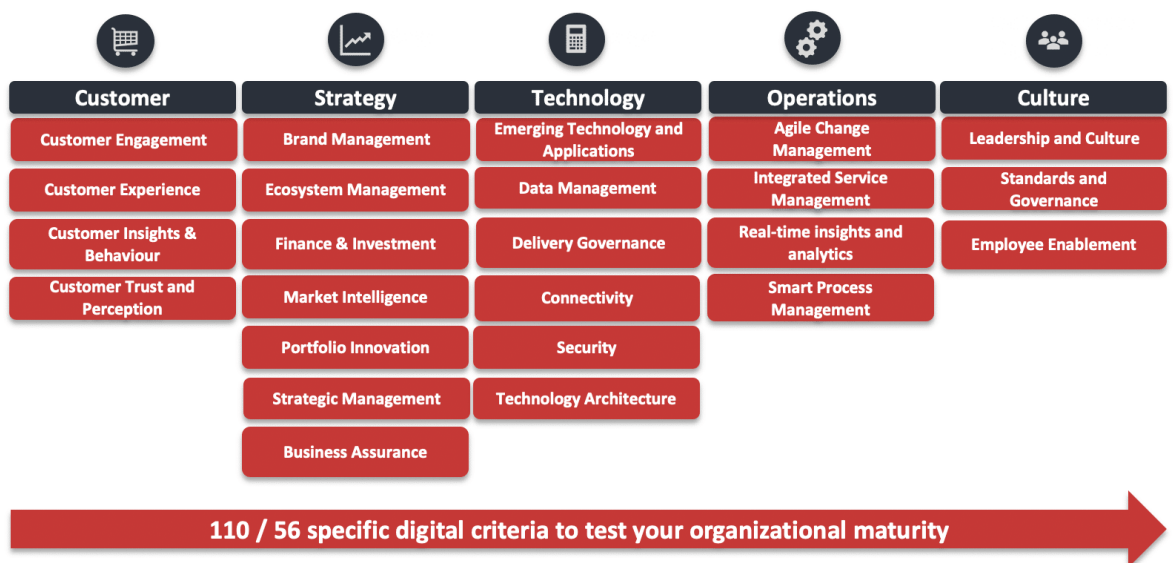 Customer
Customer Engagement
Customer Experience
Customer Insights &
Behaviour
Customer Trust and
Perception
Strategy
Brand Management
Ecosystem Management
Finance & Investment
Market Intelligence
Portfolio Innovation
Strategic Management
Business Assurance
Technology
Emerging Technology and
Applications
Data Management
Delivery Governance
Connectivity
Security
Technology Architecture
Operations
Agile Change
Management
Integrated Service
Management
Real-time insights and
analytics
Smart Process
Management
Culture
Leadership and Culture
Standards and
Governance
Employee Enablement
110 / 56 specific digital criteria to test your organizational maturity